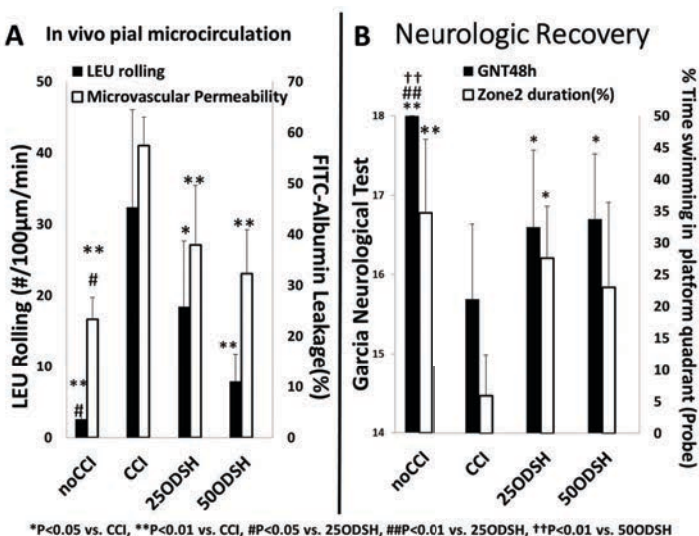 A In vivo pial microcirculation
LEU rolling
Microvascular Permeability
LEU Rolling (#/100µm/min)
50
40
30
20
10
0
70
60
50
40
30
20
10
0
FITC-Albumin Leakage(%)
**
#
**
#
*
**
**
**
noCCI
CCI
25ODSH
50ODSH
B Neurologic Recovery
GNT48h
Zone2 duration(%)
Garcia Neurological Test
18
17
16
15
14
50
45
40
35
30
25
20
15
10
5
0
% Time swimming in platform quadrant (Probe)
††
##
**
**
*
*
*
noCCI
CCI
25ODSH
50ODSH
*P<0.05 vs. CCI, **P<0.01 vs. CCI, #P<0.05 vs. 25ODSH, ##P<0.01 vs. 25ODSH, ††P<0.01 vs. 50ODSH